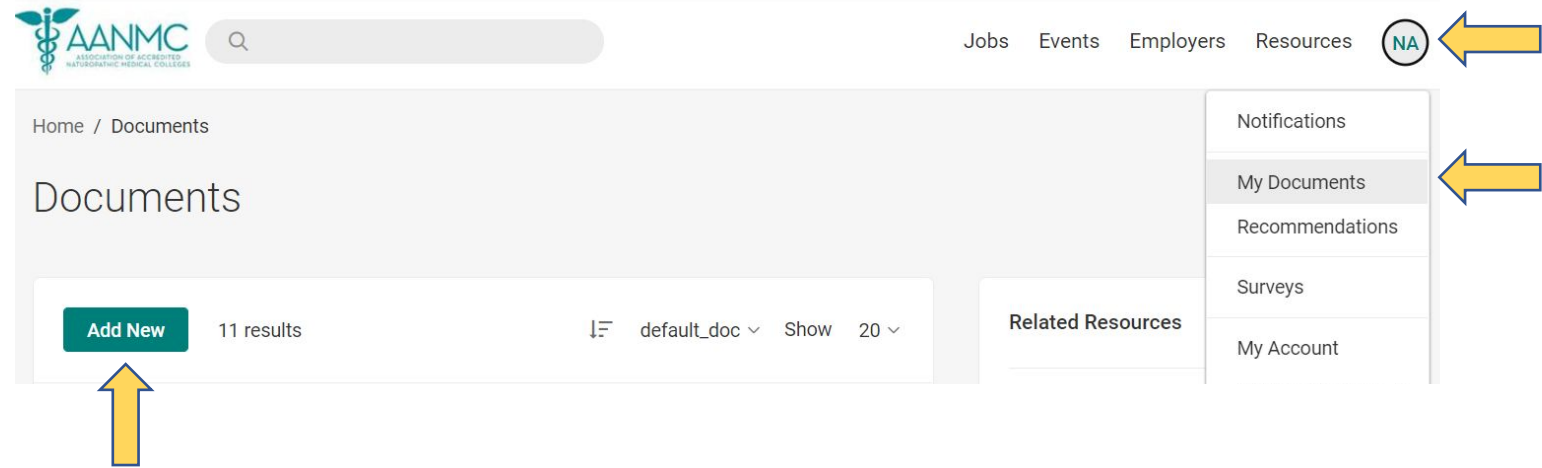 AANMC
ASSOCIATION OF ACCREDITED
NATUROPATHIC MEDICAL COLLEGES
Jobs Events Employers Resources NA
Home / Documents
Documents
Notifications
My Documents
Recommendations
Surveys
My Account
Add New 11 results default_doc Show 20
Related Resources